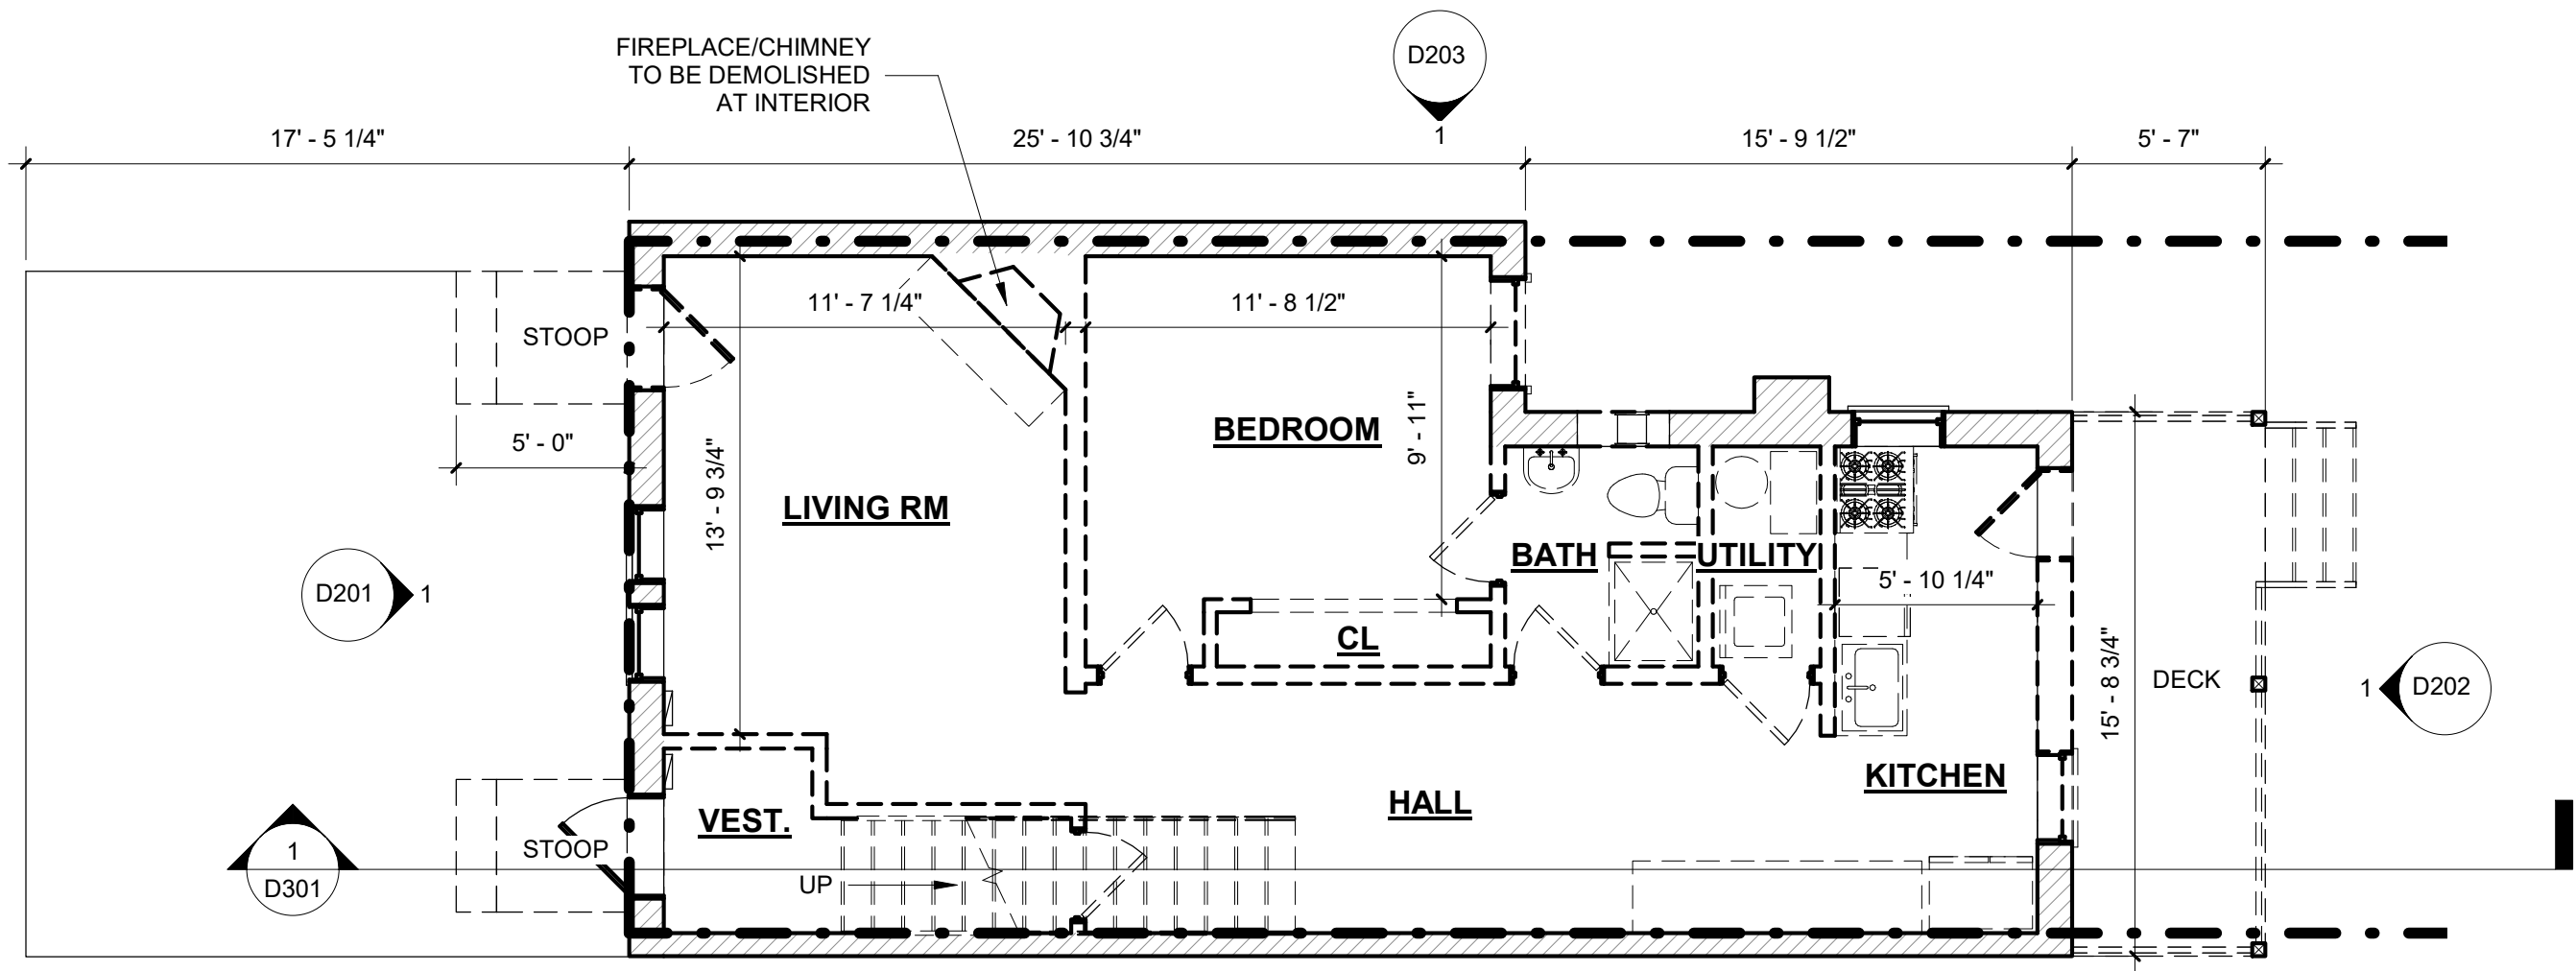 FIREPLACE/CHIMNEY
TO BE DEMOLISHED
AT INTERIOR
D203
1
17' - 5 1/4"
25' - 10 3/4"
15' - 9 1/2"
5' - 7"
11' - 7 1/4"
11' - 8 1/2"
STOOP
5' - 0"
13' - 9 3/4"
LIVING RM
BEDROOM
9' - 11"
BATH
UTILITY
5' - 10 1/4"
D201
1
CL
15' - 8 3/4"
DECK
1
D202
KITCHEN
HALL
VEST.
STOOP
UP
1
D301